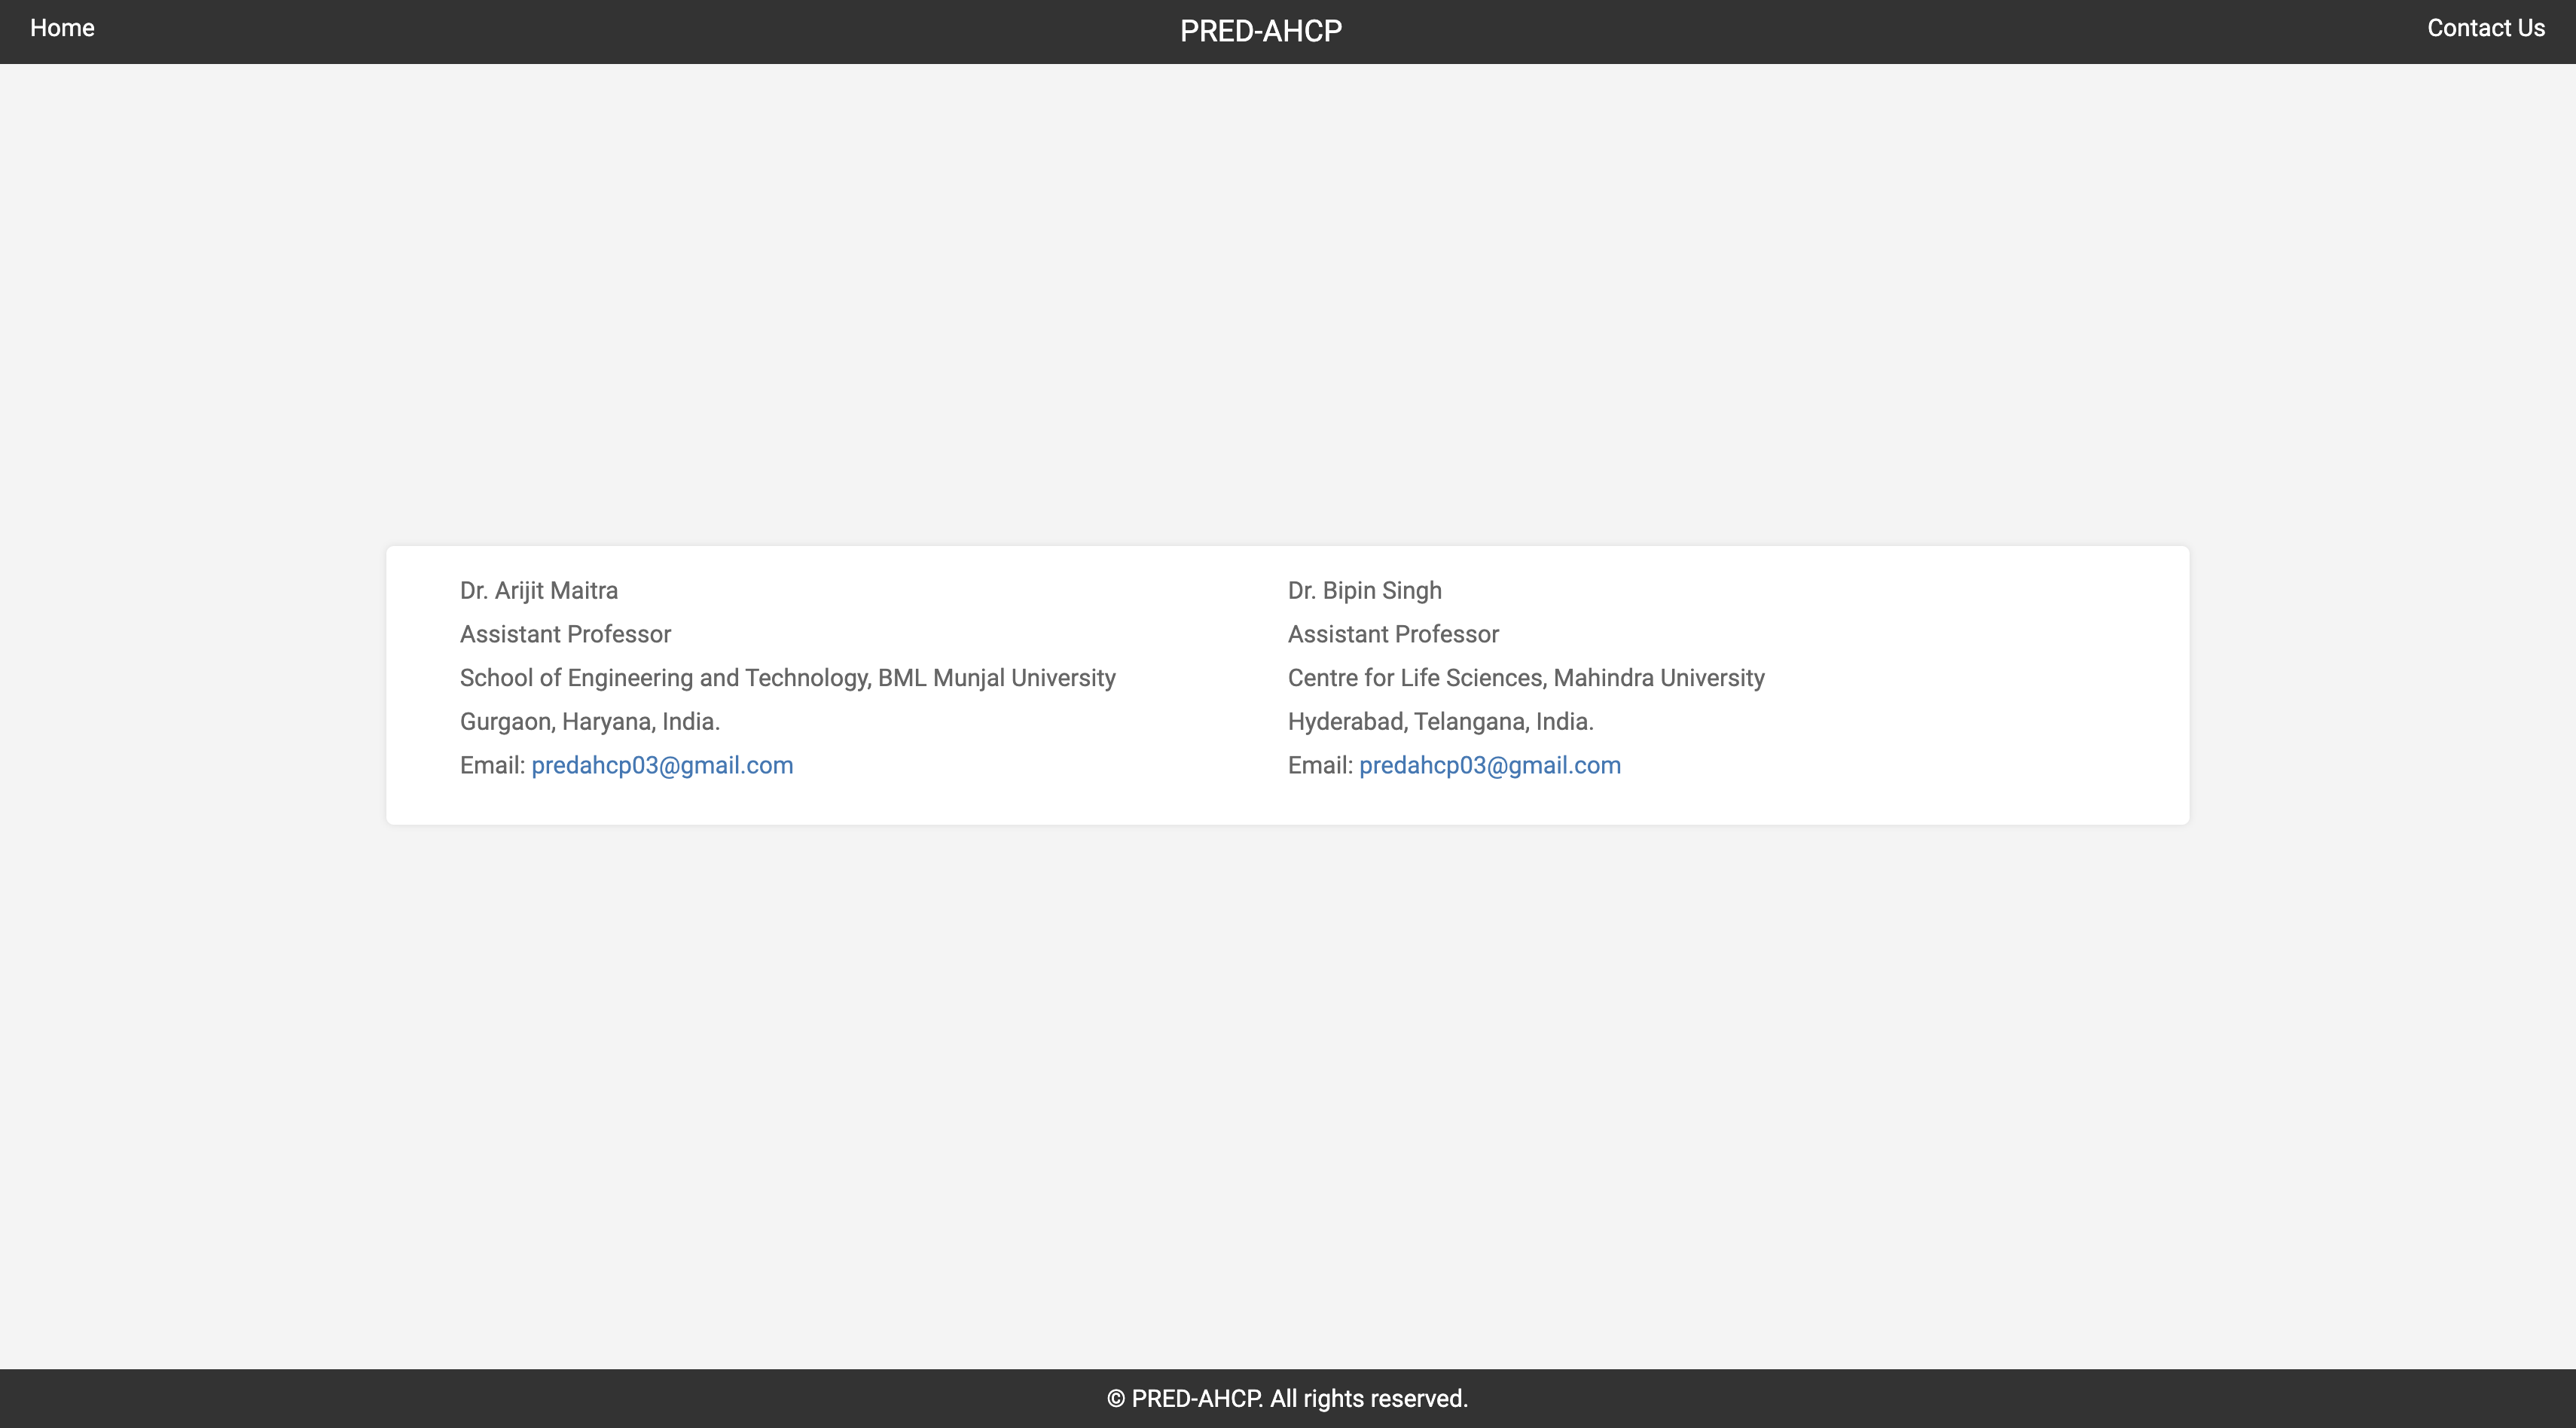 Home
PRED-AHCP
Contact Us
Dr. Arijit Maitra
Assistant Professor
School of Engineering and Technology, BML Munjal University
Gurgaon, Haryana, India.
Email: predahcp03@gmail.com
Dr. Bipin Singh
Assistant Professor
Centre for Life Sciences, Mahindra University
Hyderabad, Telangana, India.
Email: predahcp03@gmail.com
© PRED-AHCP. All rights reserved.